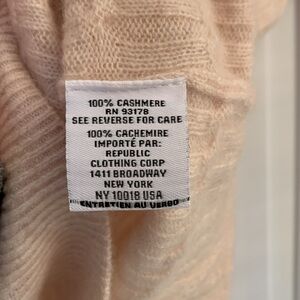 100% CASHMERE
RN 93178
SEE REVERSE FOR CARE
100% CACHEMIRE
IMPORTÉ PAR:
REPUBLIC
CLOTHING CORP
1411 BROADWAY
NEW YORK
NY 10018 USA
ENTRETIEN AU VERSO